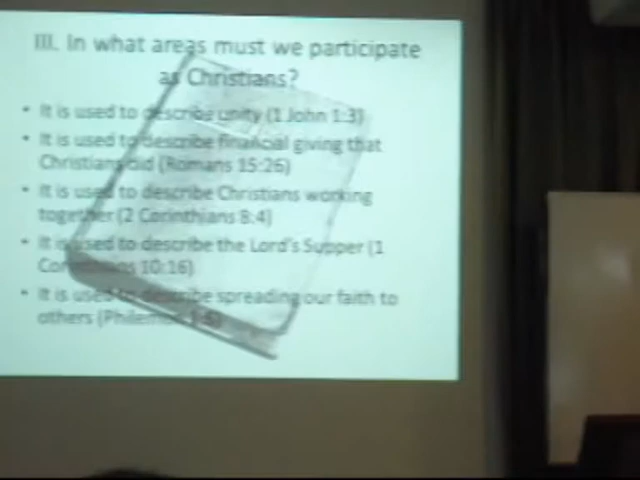 III. In what areas must we participate
as Christians?
• It is used to describe unity (1 John 1:3)
• It is used to describe financial giving that
Christians did (Romans 15:26)
• It is used to describe Christians working
together (2 Corinthians 8:4)
• It is used to describe the Lord's Supper (1
Corinthians 10:16)
• It is used to describe spreading our faith to
others (Philemon